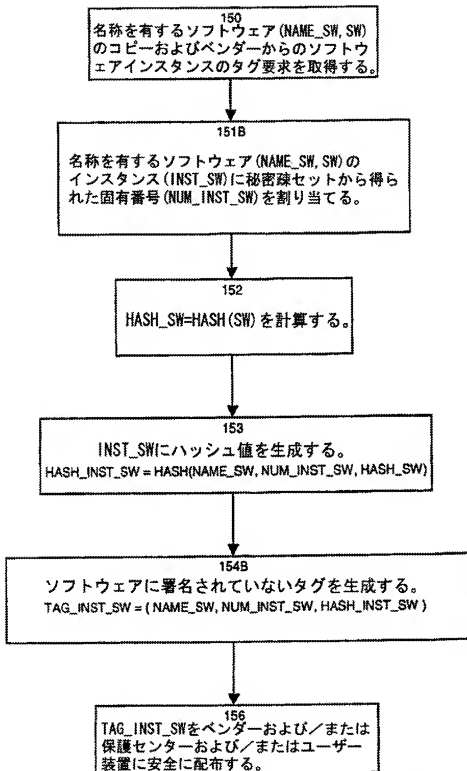 150
名称を有するソフトウェア(NAME_SW, SW)
のコピーおよびベンダーからのソフトウ
ェアインスタンスのタグ要求を取得する。
151B
名称を有するソフトウェア(NAME_SW, SW)の
インスタンス(INST_SW)に秘密疎セットから得ら
れた固有番号(NUM_INST_SW)を割り当てる。
152
HASH_SW=HASH(SW)を計算する。
153
INST_SWにハッシュ値を生成する。
HASH_INST_SW = HASH(NAME_SW, NUM_INST_SW, HASH_SW)
154B
ソフトウェアに署名されていないタグを生成する。
TAG_INST_SW = ( NAME_SW, NUM_INST_SW, HASH_INST_SW )
156
TAG_INST_SWをベンダーおよび／または
保護センターおよび／またはユーザー
装置に安全に配布する。